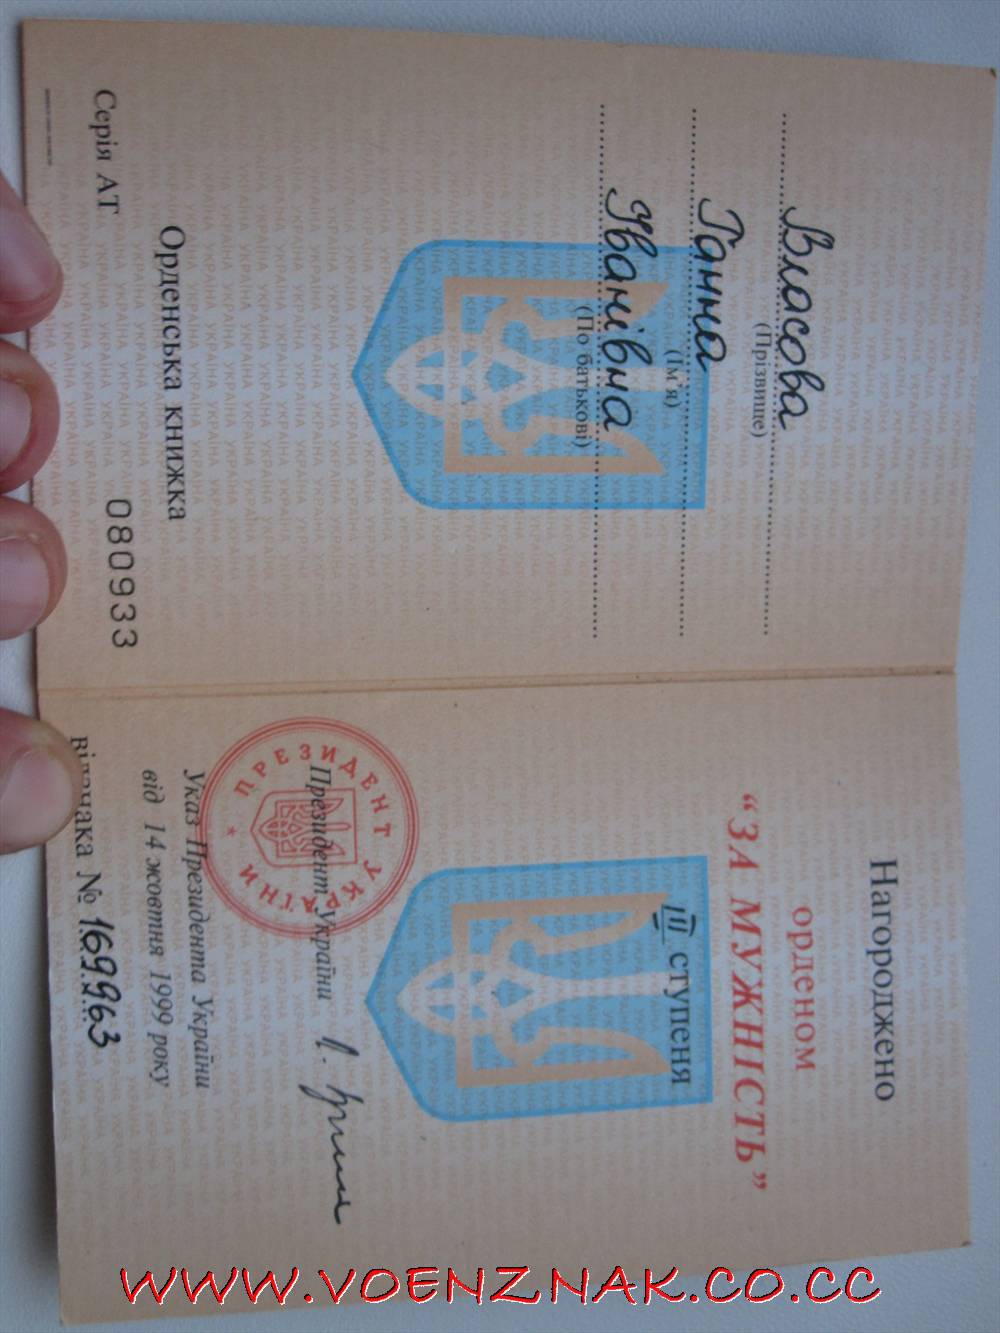 Власова
(Прізвище)
Ганна
(Ім'я)
Іванівна
(По батькові)
Орденська книжка
Серія АТ
080933
Нагороджено
орденом
"ЗА МУЖНІСТЬ"
III ступеня
Президент України
ПРЕЗИДЕНТ УКРАЇНИ
Указ Президента України
від 14 жовтня 1999 року
№ 169963
WWW.VOENZNAK.CO.CC